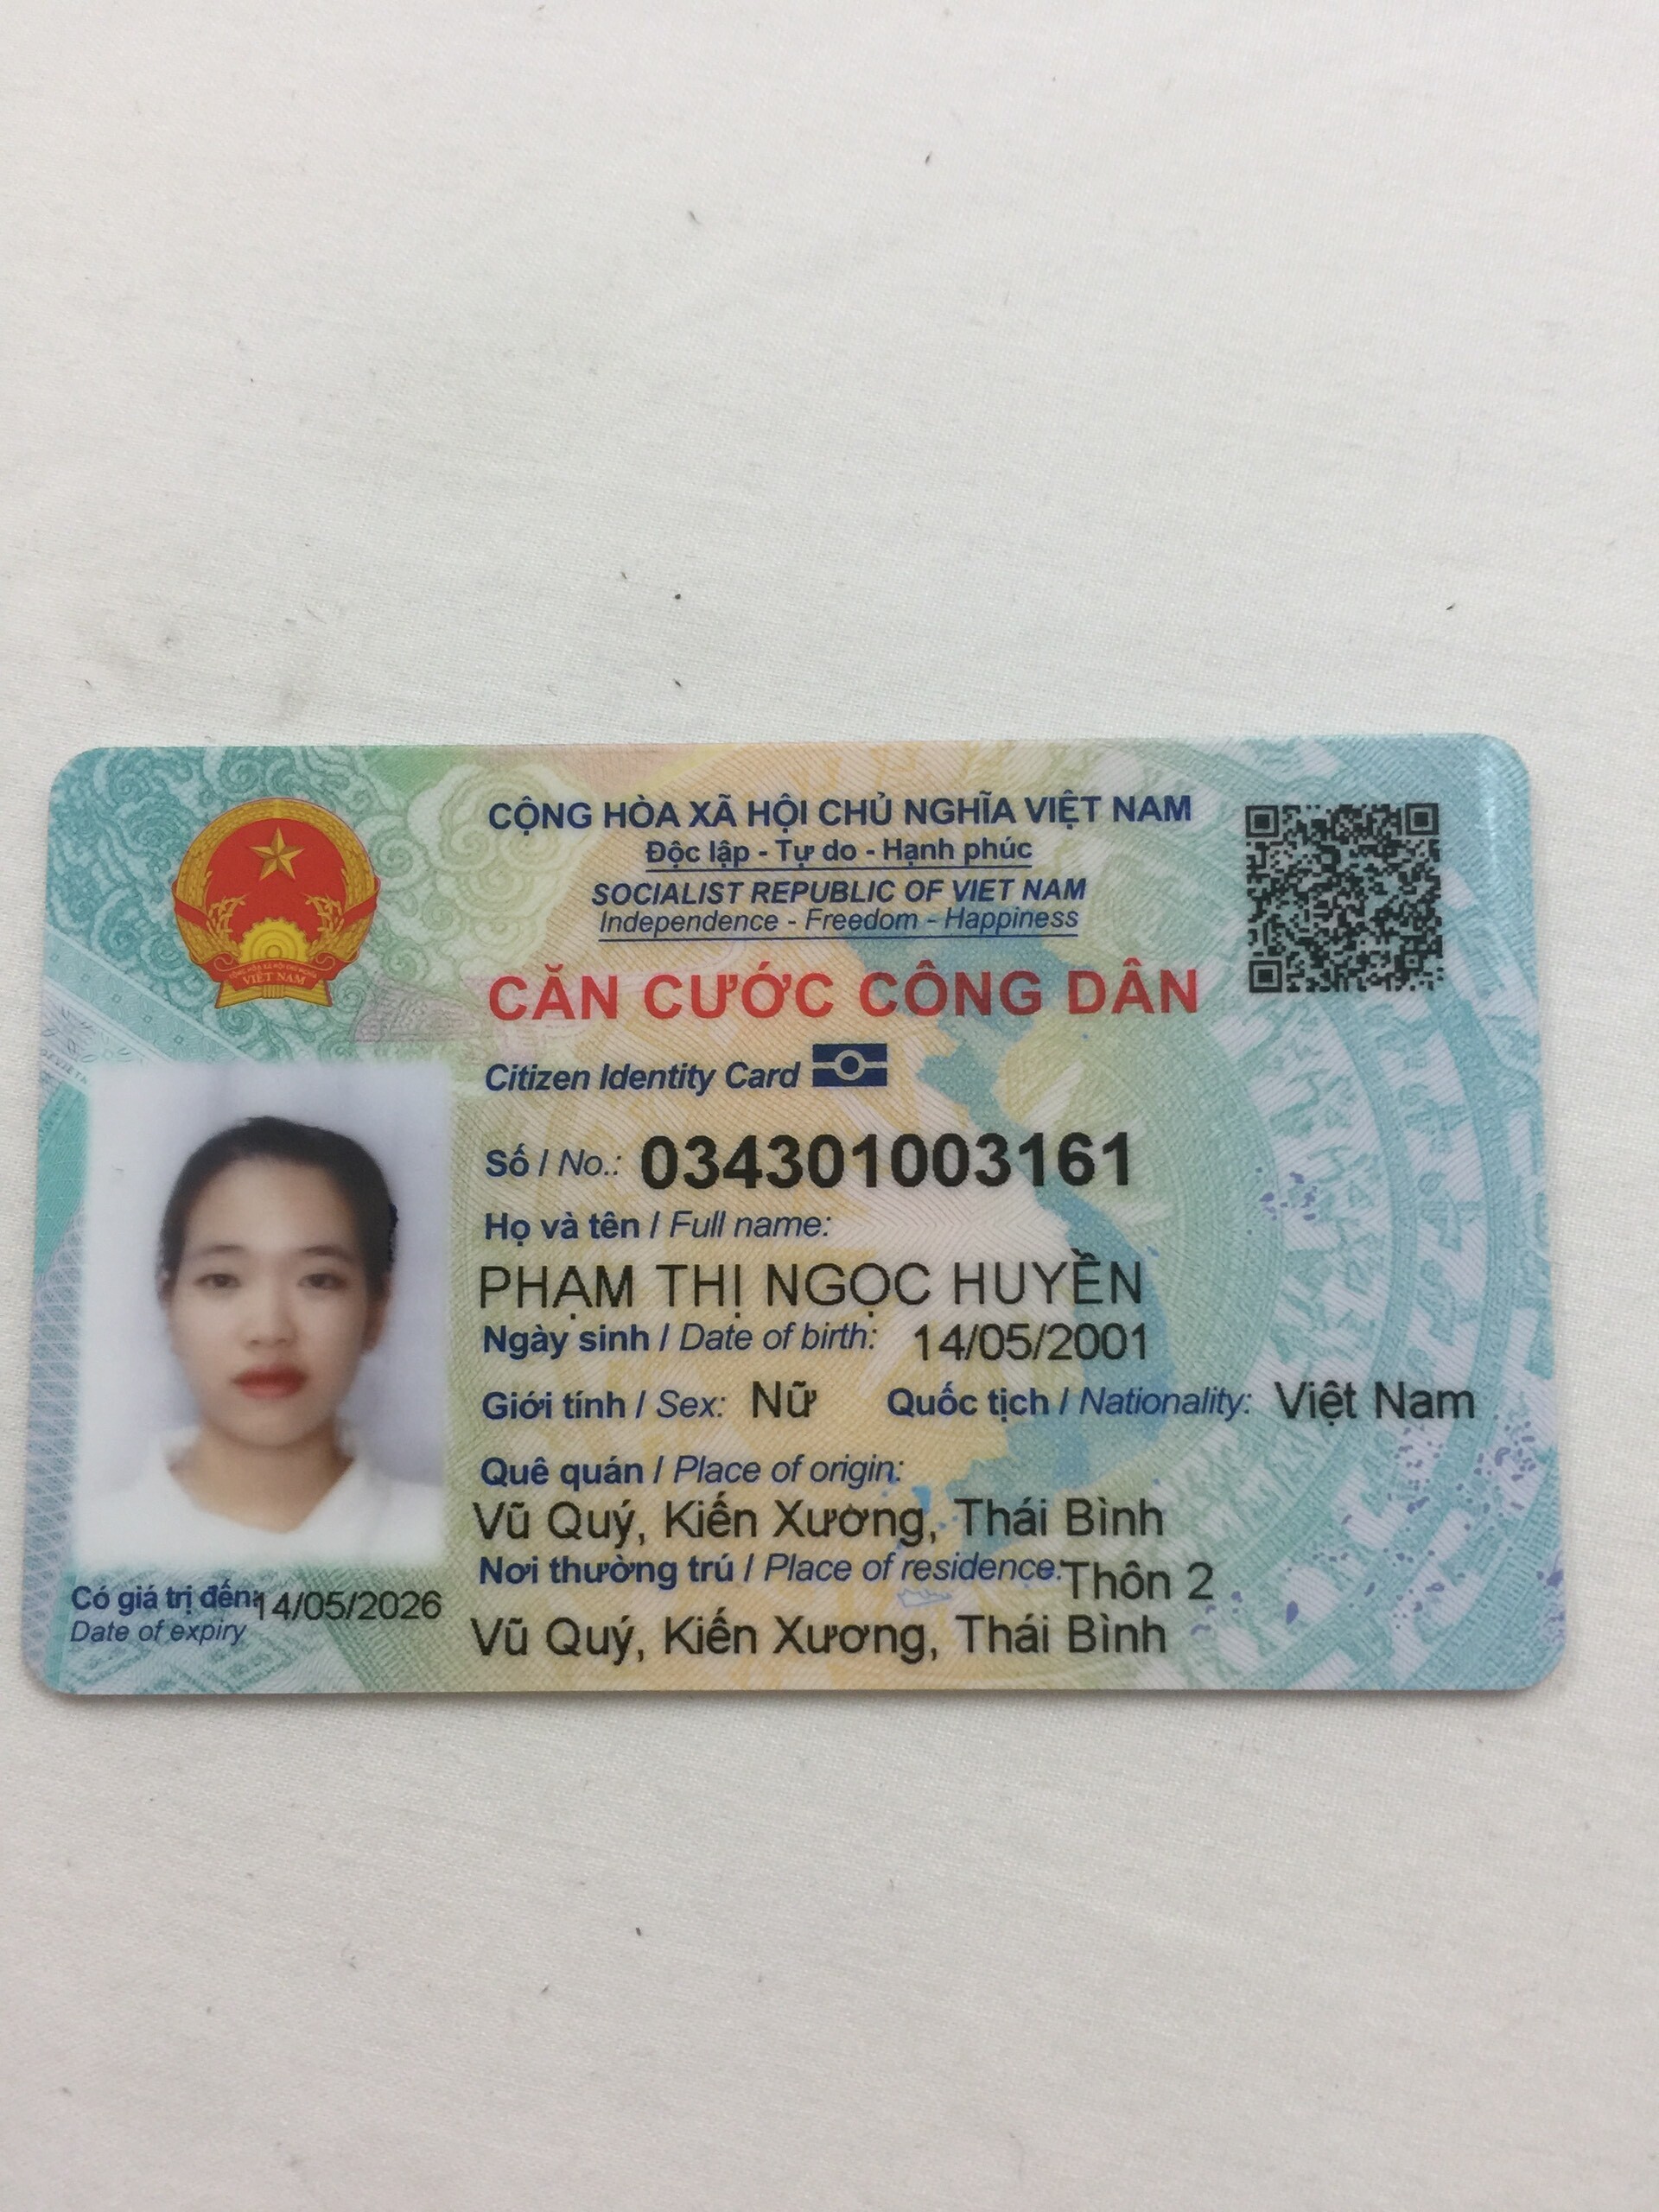 CỘNG HÒA XÃ HỘI CHỦ NGHĨA VIỆT NAM
Độc lập - Tự do - Hạnh phúc
SOCIALIST REPUBLIC OF VIET NAM
Independence - Freedom - Happiness
CĂN CƯỚC CÔNG DÂN
Citizen Identity Card
Số / No.: 034301003161
Họ và tên / Full name:
PHẠM THỊ NGỌC HUYỀN
Ngày sinh / Date of birth: 14/05/2001
Giới tính / Sex: Nữ Quốc tịch / Nationality: Việt Nam
Quê quán / Place of origin:
Vũ Quý, Kiến Xương, Thái Bình
Nơi thường trú / Place of residence: Thôn 2
Vũ Quý, Kiến Xương, Thái Bình
Có giá trị đến: 14/05/2026
Date of expiry
VIỆT NAM